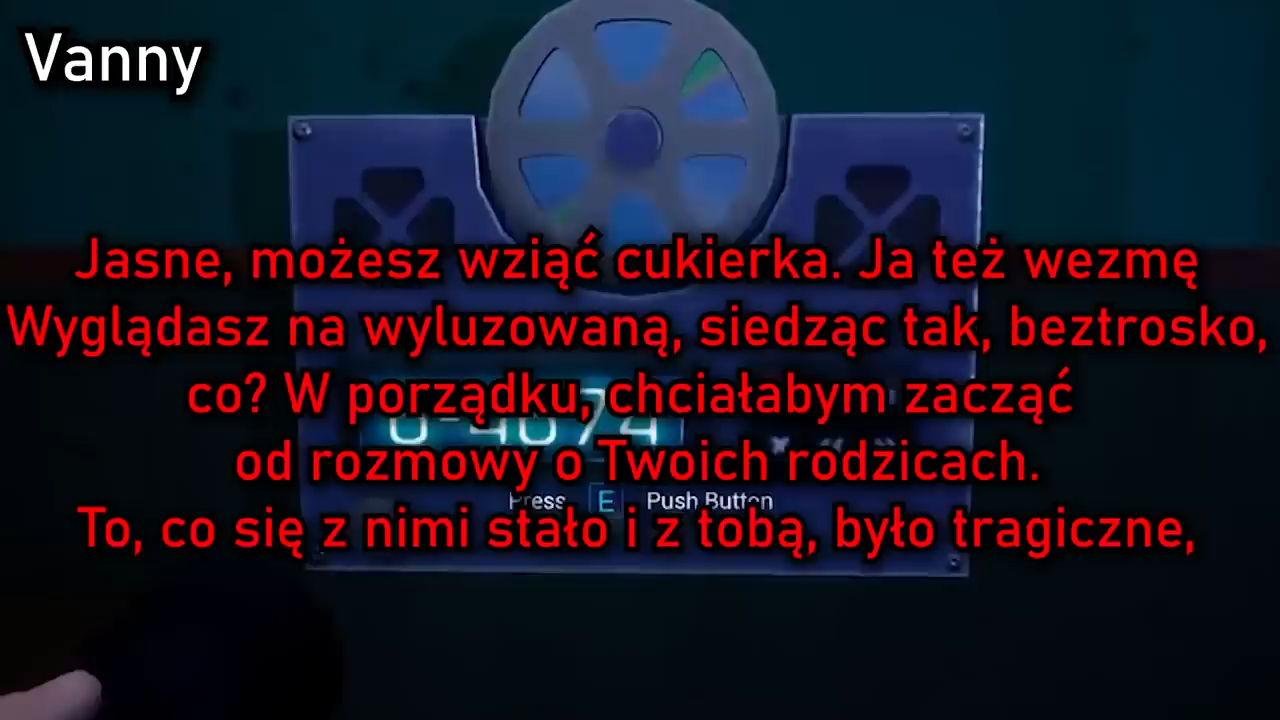 Vanny
Jasne, możesz wziąć cukierka. Ja też wezmę
Wyglądasz na wyluzowaną, siedząc tak, beztrosko,
co? W porządku, chciałabym zacząć
od rozmowy o Twoich rodzicach.
Press E Push Button
To, co się z nimi stało i z tobą, było tragiczne,